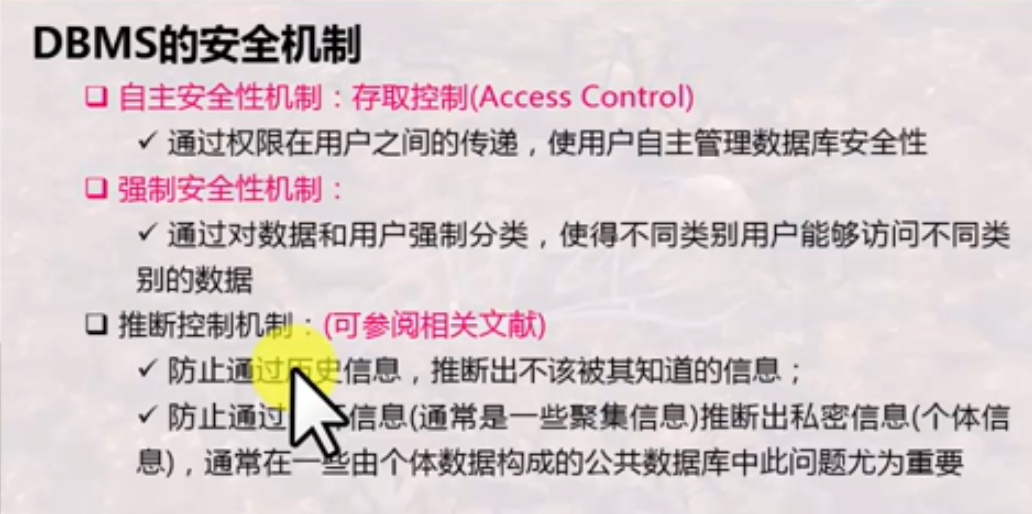 DBMS的安全机制
❑ 自主安全性机制：存取控制(Access Control)
✓ 通过权限在用户之间的传递，使用户自主管理数据库安全性
❑ 强制安全性机制：
✓ 通过对数据和用户强制分类，使得不同类别用户能够访问不同类
别的数据
❑ 推断控制机制：(可参阅相关文献)
✓ 防止通过历史信息，推断出不该被其知道的信息；
✓ 防止通过信息(通常是一些聚集信息)推断出私密信息(个体信
息)，通常在一些由个体数据构成的公共数据库中此问题尤为重要